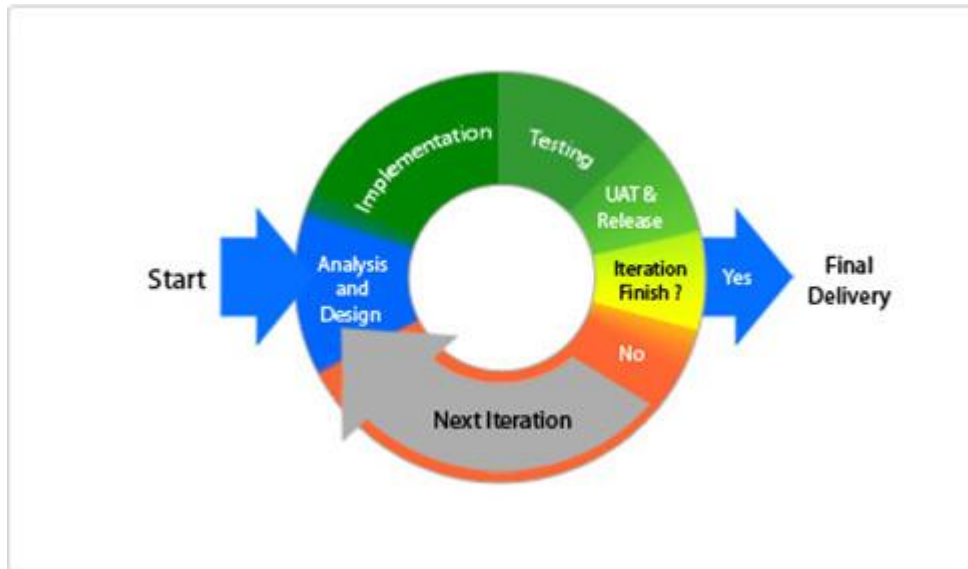 Start
Analysis
and
Design
Implementation
Testing
UAT &
Release
Iteration
Finish ?
Yes
Final
Delivery
No
Next Iteration